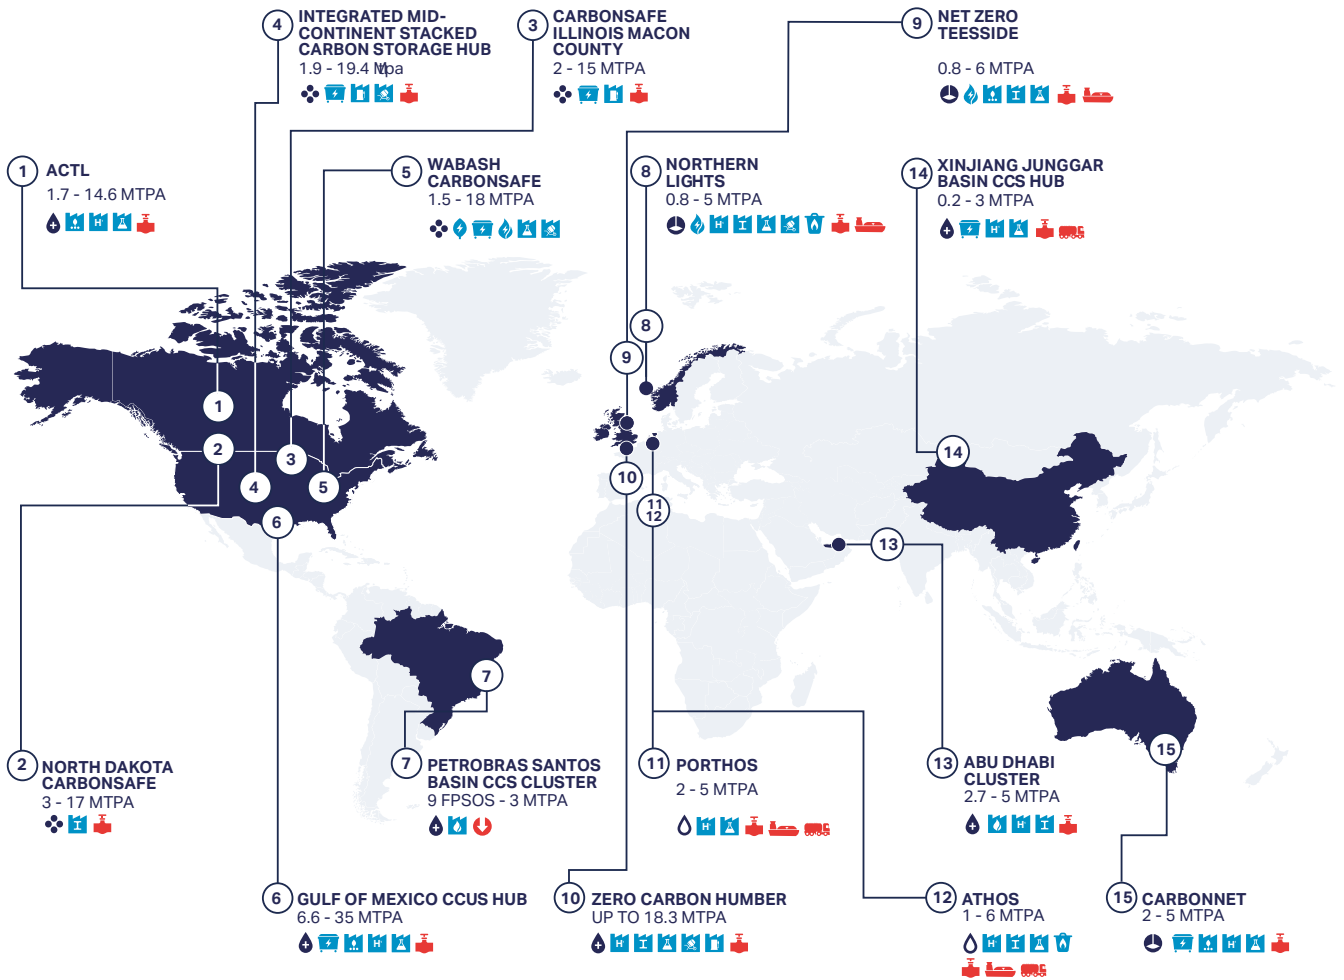 4
INTEGRATED MID-
CONTINENT STACKED
CARBON STORAGE HUB
1.9 - 19.4 Mtpa
3
CARBONSAFE
ILLINOIS MACON
COUNTY
2 - 15 MTPA
9
NET ZERO
TEESSIDE
0.8 - 6 MTPA
1
ACTL
1.7 - 14.6 MTPA
5
WABASH
CARBONSAFE
1.5 - 18 MTPA
8
NORTHERN
LIGHTS
0.8 - 5 MTPA
14
XINJIANG JUNGGAR
BASIN CCS HUB
0.2 - 3 MTPA
8
9
1
2
3
4
5
6
10
11
12
13
14
7
15
2
NORTH DAKOTA
CARBONSAFE
3 - 17 MTPA
7
PETROBRAS SANTOS
BASIN CCS CLUSTER
9 FPSOS - 3 MTPA
11
PORTHOS
2 - 5 MTPA
13
ABU DHABI
CLUSTER
2.7 - 5 MTPA
6
GULF OF MEXICO CCUS HUB
6.6 - 35 MTPA
10
ZERO CARBON HUMBER
UP TO 18.3 MTPA
12
ATHOS
1 - 6 MTPA
15
CARBONNET
2 - 5 MTPA